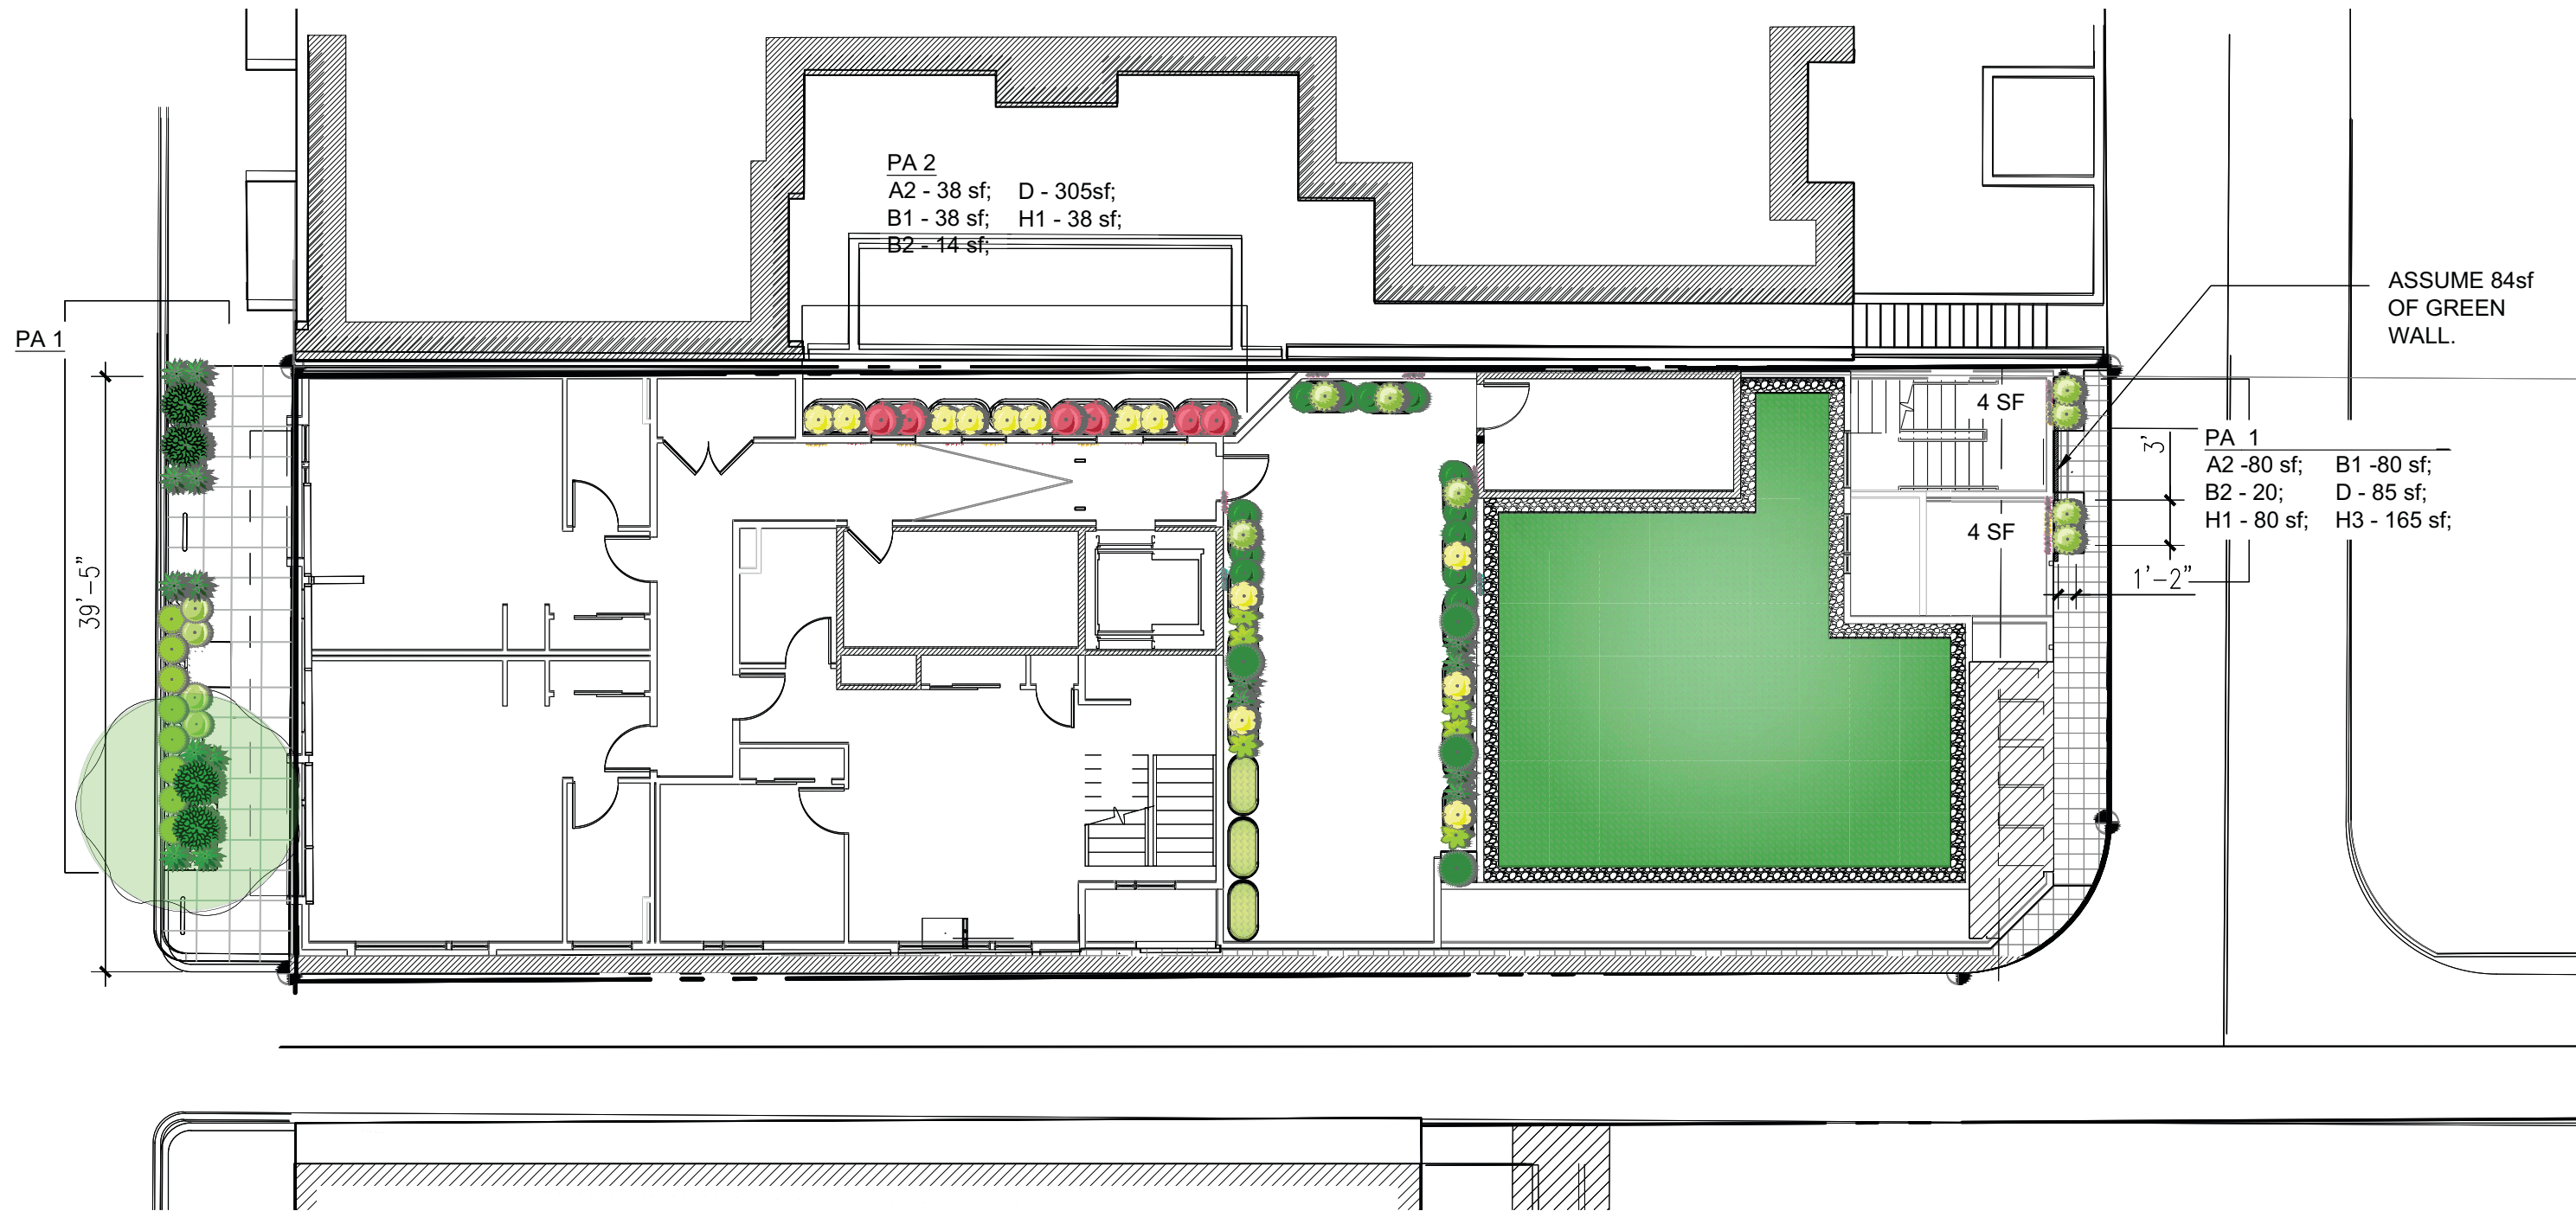 PA 2
A2 - 38 sf; D - 305sf;
B1 - 38 sf; H1 - 38 sf;
B2 - 14 sf;
ASSUME 84sf
OF GREEN
WALL.
PA 1
4 SF
PA 1
A2 -80 sf; B1 -80 sf;
B2 - 20; D - 85 sf;
H1 - 80 sf; H3 - 165 sf;
3'
4 SF
1'-2"
39'-5"